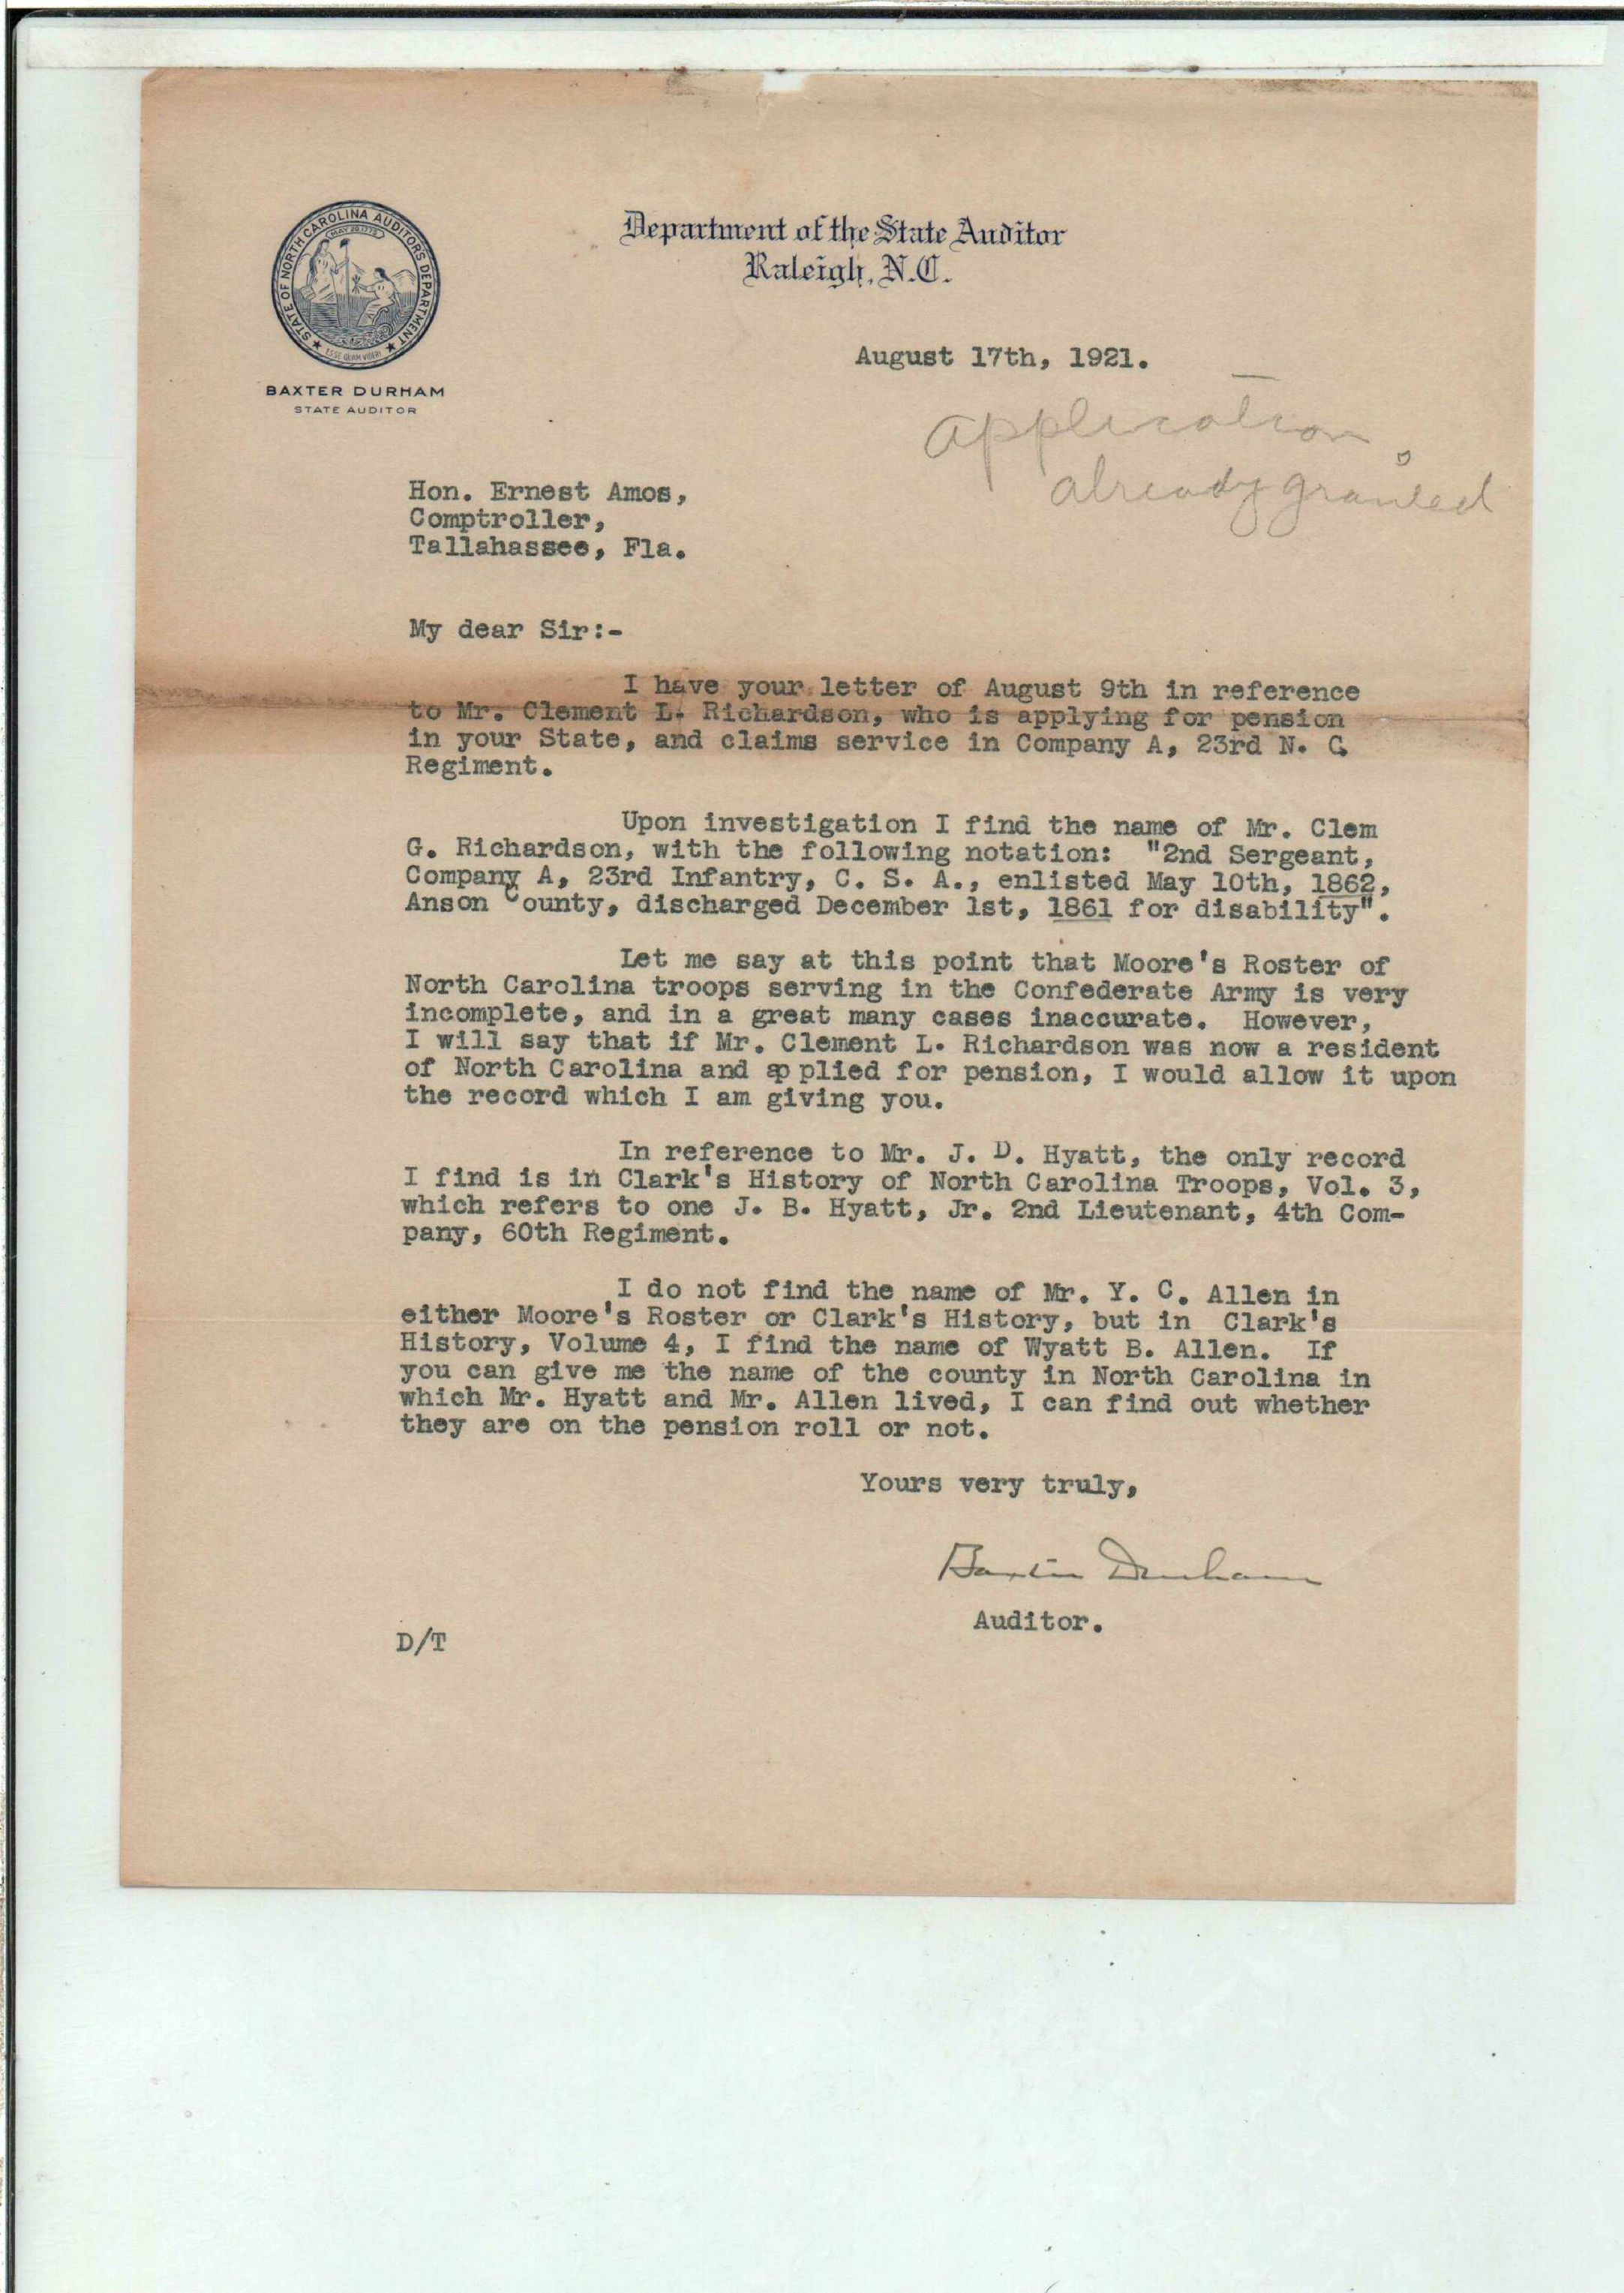 STATE OF NORTH CAROLINA AUDITOR'S DEPARTMENT
MAY 20 1775
ESSE QUAM VIDERI
BAXTER DURHAM
STATE AUDITOR
Department of the State Auditor
Raleigh, N.C.
August 17th, 1921.
Application
already granted
Hon. Ernest Amos,
Comptroller,
Tallahassee, Fla.
My dear Sir:-
I have your letter of August 9th in reference
to Mr. Clement L. Richardson, who is applying for pension
in your State, and claims service in Company A, 23rd N. C.
Regiment.
Upon investigation I find the name of Mr. Clem
G. Richardson, with the following notation: "2nd Sergeant,
Company A, 23rd Infantry, C. S. A., enlisted May 10th, 1862,
Anson County, discharged December 1st, 1861 for disability".
Let me say at this point that Moore's Roster of
North Carolina troops serving in the Confederate Army is very
incomplete, and in a great many cases inaccurate. However,
I will say that if Mr. Clement L. Richardson was now a resident
of North Carolina and ap plied for pension, I would allow it upon
the record which I am giving you.
In reference to Mr. J. D. Hyatt, the only record
I find is in Clark's History of North Carolina Troops, Vol. 3,
which refers to one J. B. Hyatt, Jr. 2nd Lieutenant, 4th Com-
pany, 60th Regiment.
I do not find the name of Mr. Y. C. Allen in
either Moore's Roster or Clark's History, but in Clark's
History, Volume 4, I find the name of Wyatt B. Allen. If
you can give me the name of the county in North Carolina in
which Mr. Hyatt and Mr. Allen lived, I can find out whether
they are on the pension roll or not.
Yours very truly,
Baxter Durham
Auditor.
D/T